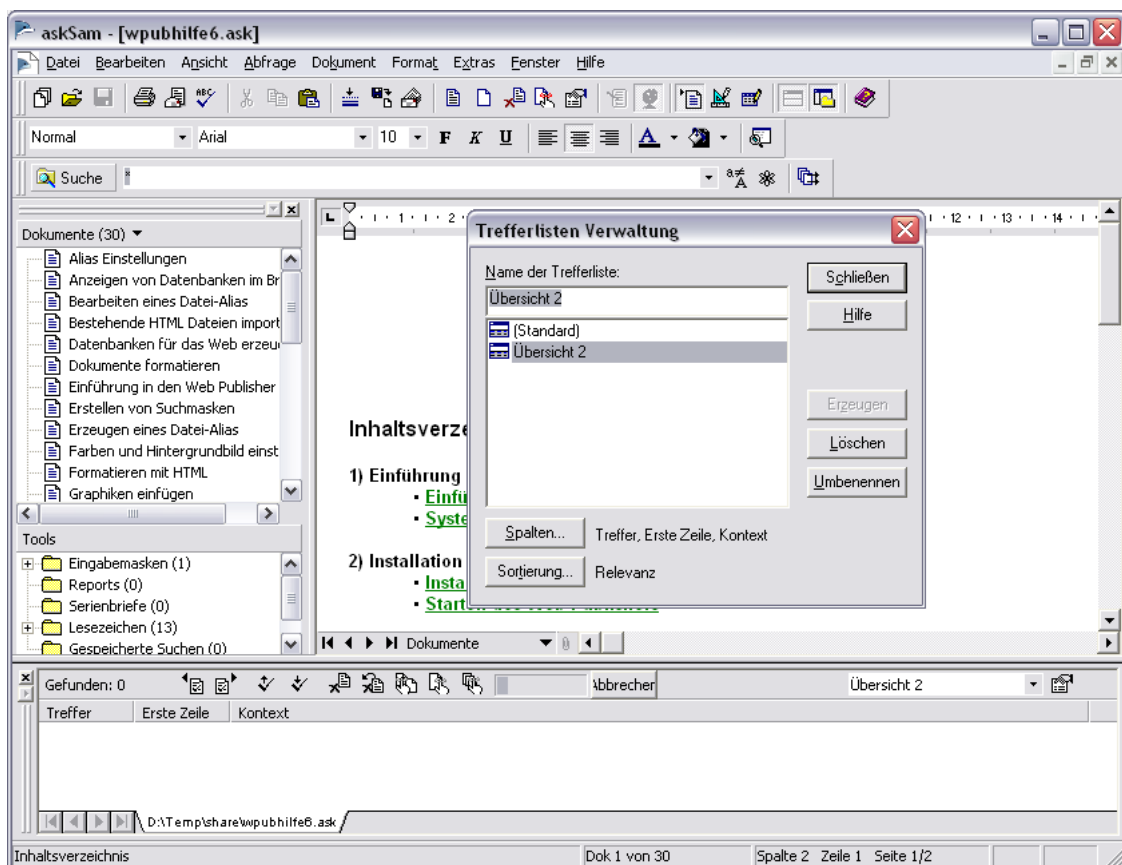 askSam - [wpubhilfe6.ask]
Datei Bearbeiten Ansicht Abfrage Dokument Format Extras Fenster Hilfe
Normal Arial 10 F K U A
Suche *
Dokumente (30)
Alias Einstellungen
Anzeigen von Datenbanken im Br
Bearbeiten eines Datei-Alias
Bestehende HTML Dateien import
Datenbanken für das Web erzeu
Dokumente formatieren
Einführung in den Web Publisher
Erstellen von Suchmasken
Erzeugen eines Datei-Alias
Farben und Hintergrundbild einst
Formatieren mit HTML
Graphiken einfügen
Tools
Eingabemasken (1)
Reports (0)
Serienbriefe (0)
Lesezeichen (13)
Gespeicherte Suchen (0)
1 2 12 13 14
Inhaltsverze
1) Einführung
Einfü
Syste
2) Installation
Insta
Dokumente
Trefferlisten Verwaltung
Name der Trefferliste:
Übersicht 2
(Standard)
Übersicht 2
Schließen
Hilfe
Erzeugen
Löschen
Umbenennen
Spalten... Treffer, Erste Zeile, Kontext
Sortierung... Relevanz
Gefunden: 0 Abbrecher Übersicht 2
Treffer Erste Zeile Kontext
D:\Temp\share\wpubhilfe6.ask
Inhaltsverzeichnis Dok 1 von 30 Spalte 2 Zeile 1 Seite 1/2